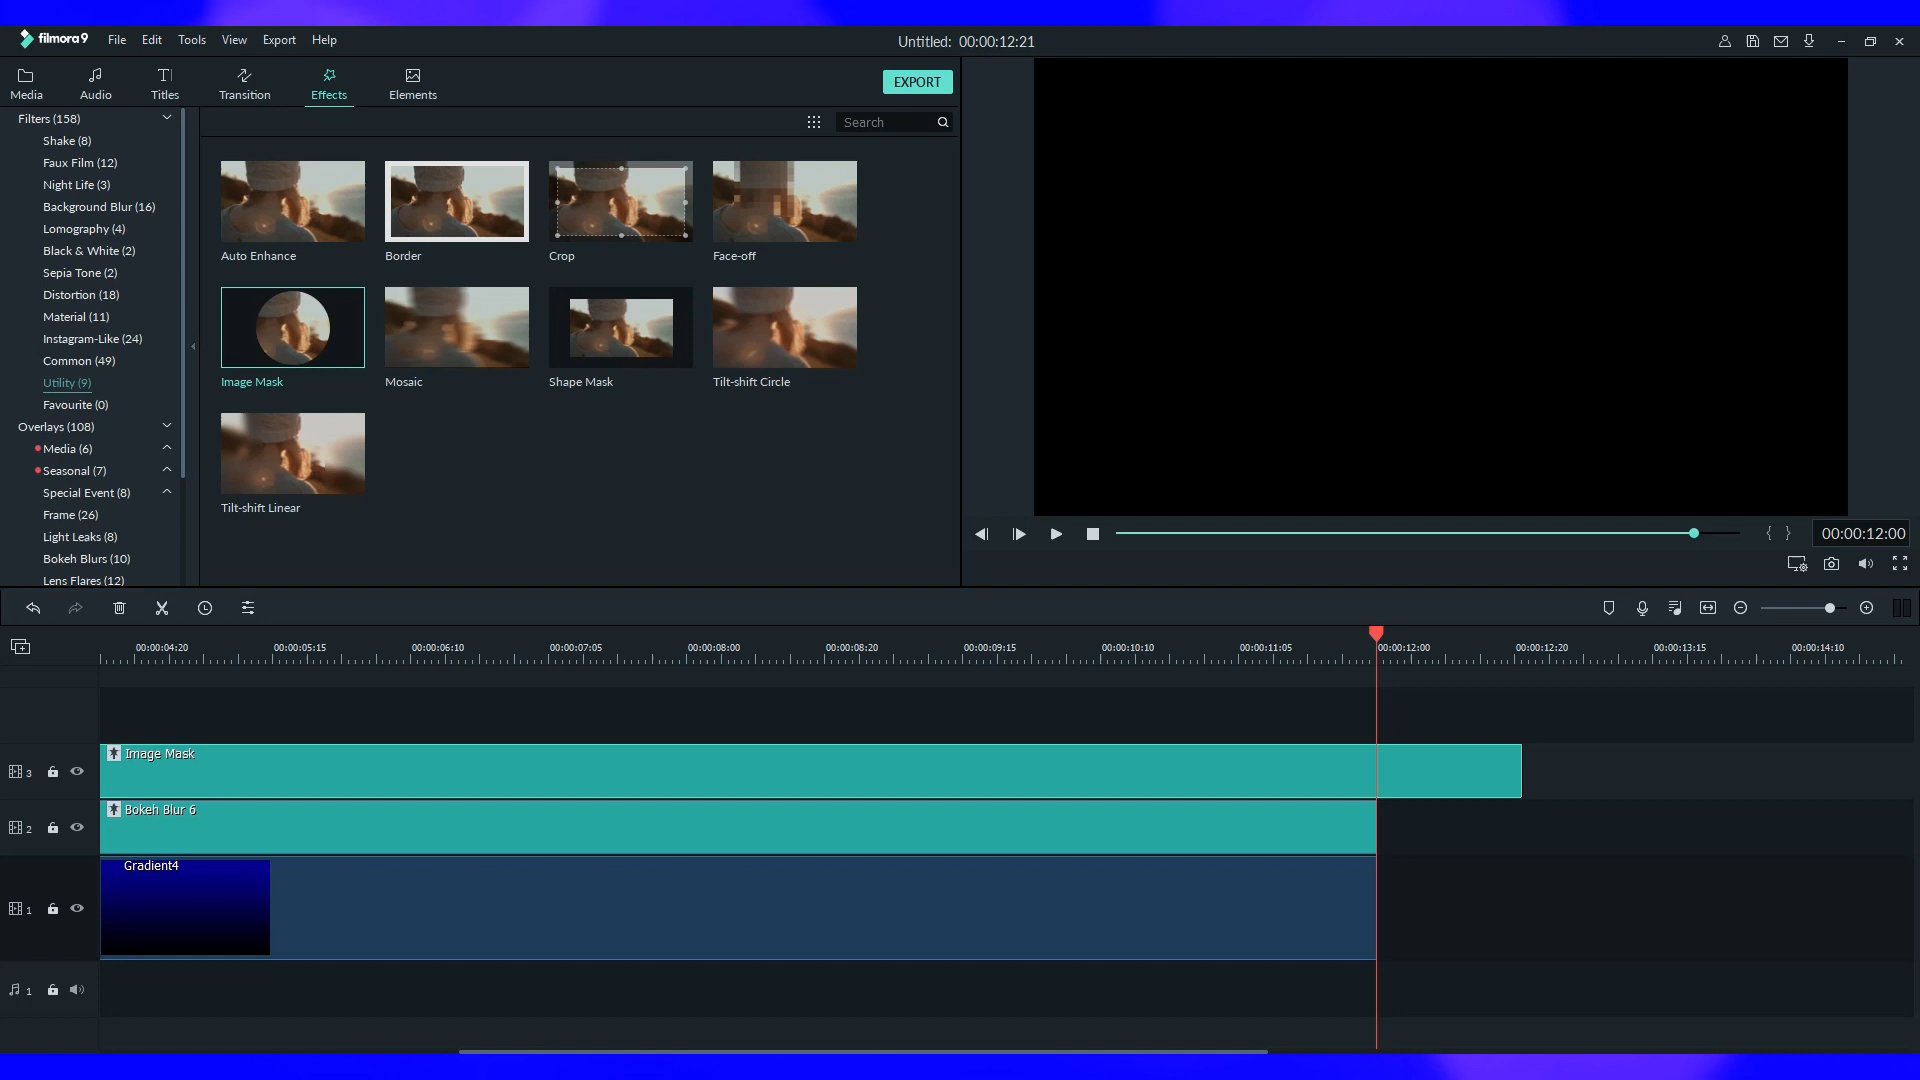 filmora9 File Edit Tools View Export Help Untitled: 00:00:12:21
Media Audio Titles Transition Effects Elements EXPORT
Filters (158)
Shake (8)
Faux Film (12)
Night Life (3)
Background Blur (16)
Lomography (4)
Black & White (2)
Sepia Tone (2)
Distortion (18)
Material (11)
Instagram-Like (24)
Common (49)
Utility (9)
Favourite (0)
Overlays (108)
Media (6)
Seasonal (7)
Special Event (8)
Frame (26)
Light Leaks (8)
Bokeh Blurs (10)
Lens Flares (12)
Search
Auto Enhance Border Crop Face-off
Image Mask Mosaic Shape Mask Tilt-shift Circle
Tilt-shift Linear
{ } 00:00:12:00
00:00:04:20 00:00:05:15 00:00:06:10 00:00:07:05 00:00:08:00 00:00:08:20 00:00:09:15 00:00:10:10 00:00:11:05 00:00:12:00 00:00:12:20 00:00:13:15 00:00:14:10
3 Image Mask
2 Bokeh Blur 6
Gradient4
1
1